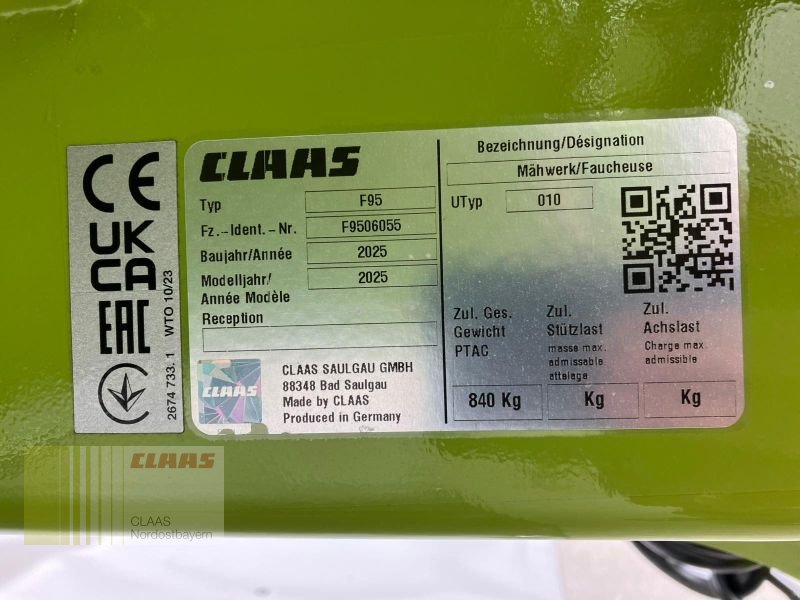 CE
UK
CA
EAC
2674 733. 1 WTO 10/23
CLAAS
Typ F95
Fz.-Ident.-Nr. F9506055
Baujahr/Année 2025
Modelljahr/ 2025
Année Modèle
Reception
CLAAS
CLAAS SAULGAU GMBH
88348 Bad Saulgau
Made by CLAAS
Produced in Germany
Bezeichnung/Désignation
Mähwerk/Faucheuse
UTyp 010
Zul. Ges.
Gewicht
PTAC
840 Kg
Zul.
Stützlast
masse max.
admissable
attelage
Kg
Zul.
Achslast
Charge max.
admissible
Kg
CLAAS
CLAAS
Nordostbayern